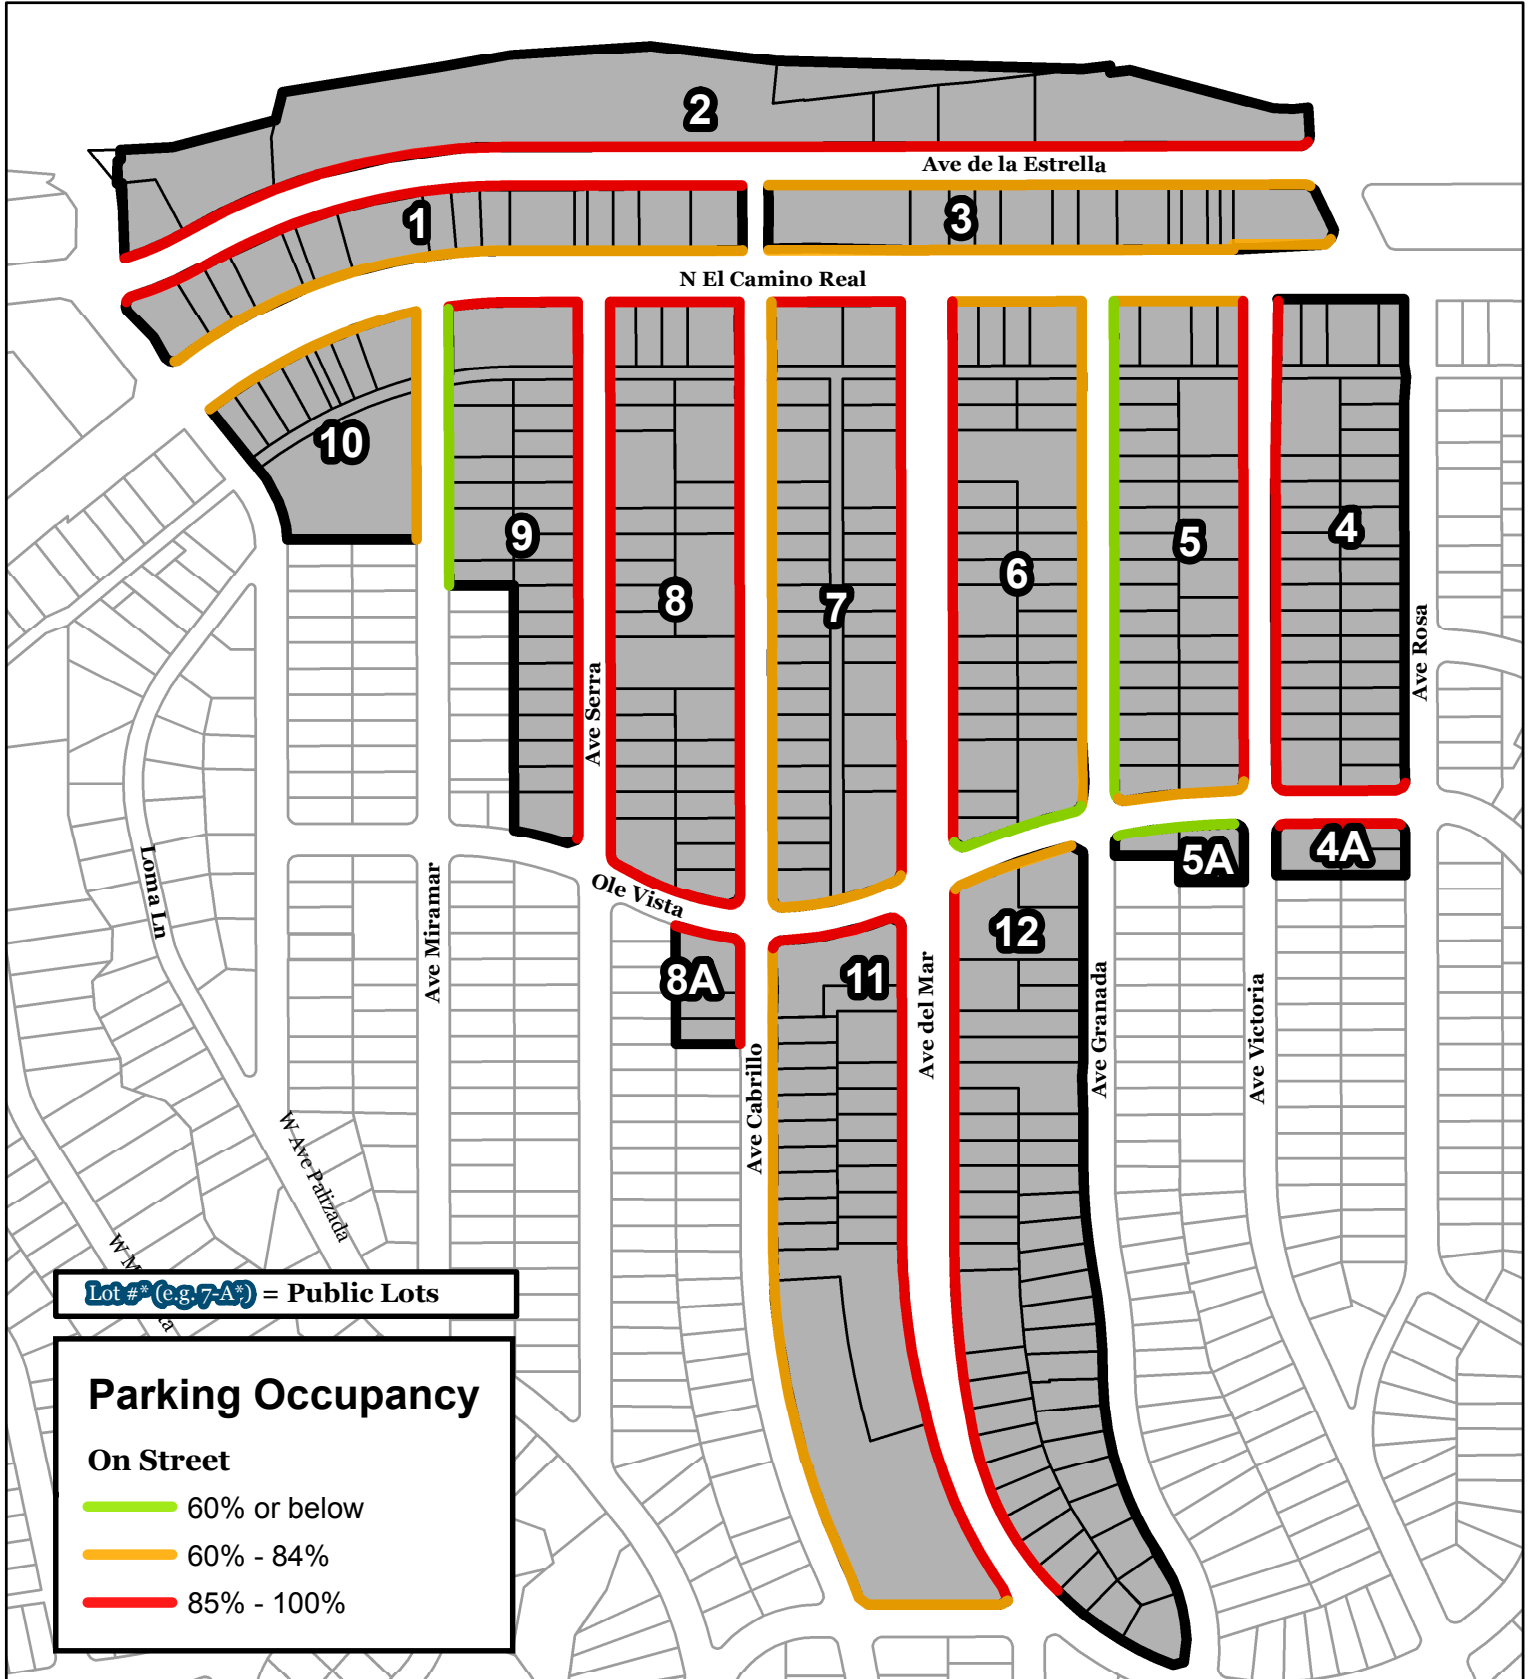 2
Ave de la Estrella
1
3
N El Camino Real
10
9
8
7
6
5
4
Ave Serra
Ave Rosa
Loma Ln
Ave Miramar
Ole Vista
8A
11
12
5A
4A
Ave del Mar
Ave Granada
Ave Victoria
Ave Cabrillo
W Ave Palizada
W M
ta
Lot #* (e.g. 7-A*) = Public Lots
Parking Occupancy
On Street
60% or below
60% - 84%
85% - 100%